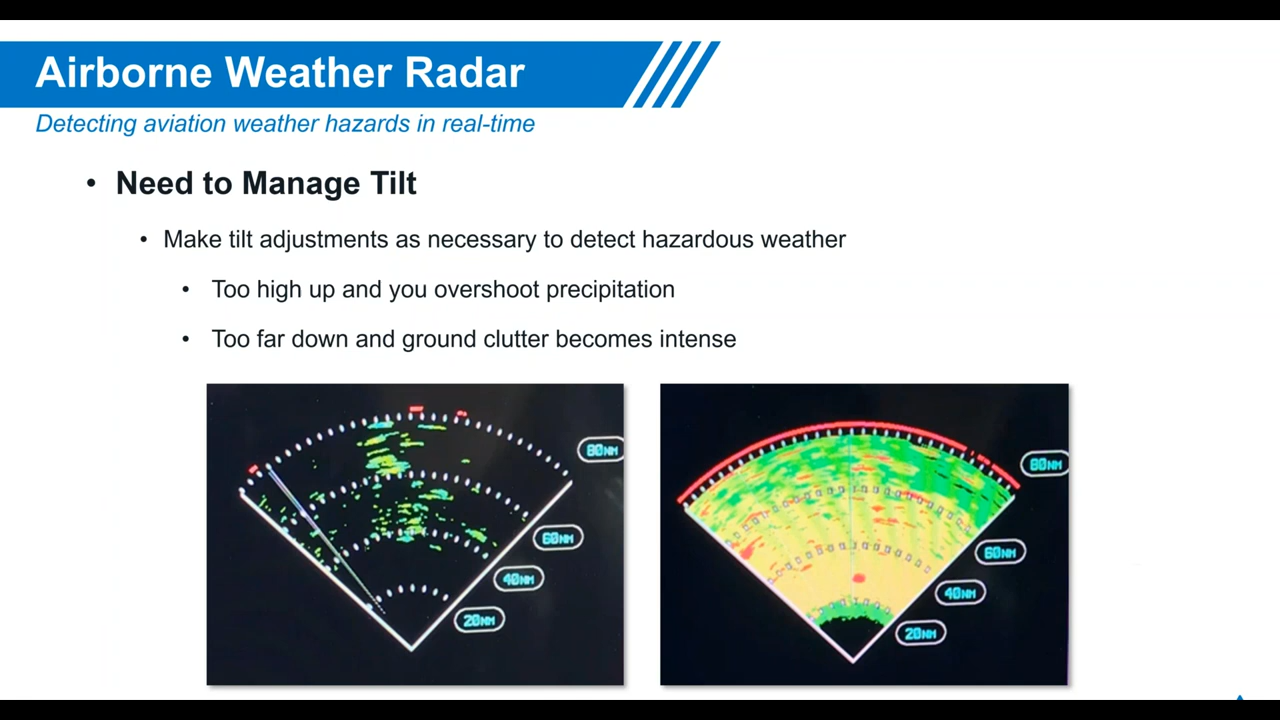 Airborne Weather Radar
Detecting aviation weather hazards in real-time
• Need to Manage Tilt
• Make tilt adjustments as necessary to detect hazardous weather
• Too high up and you overshoot precipitation
• Too far down and ground clutter becomes intense
80NM
60NM
40NM
20NM
80NM
60NM
40NM
20NM